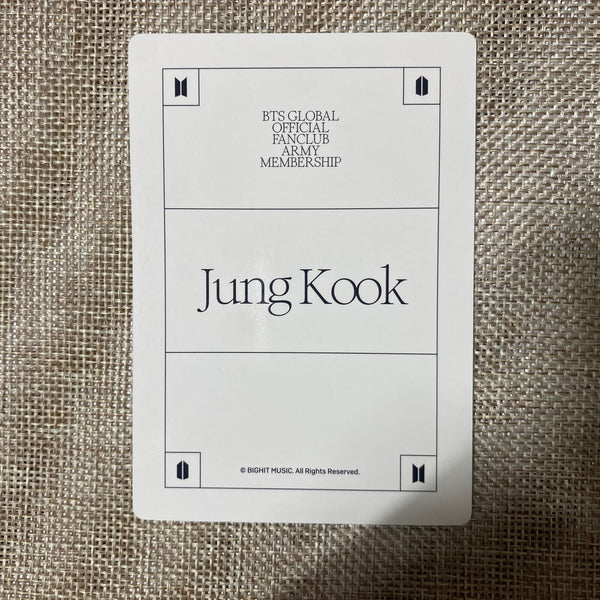 BTS GLOBAL
OFFICIAL
FANCLUB
ARMY
MEMBERSHIP
Jung Kook
© BIGHIT MUSIC. All Rights Reserved.